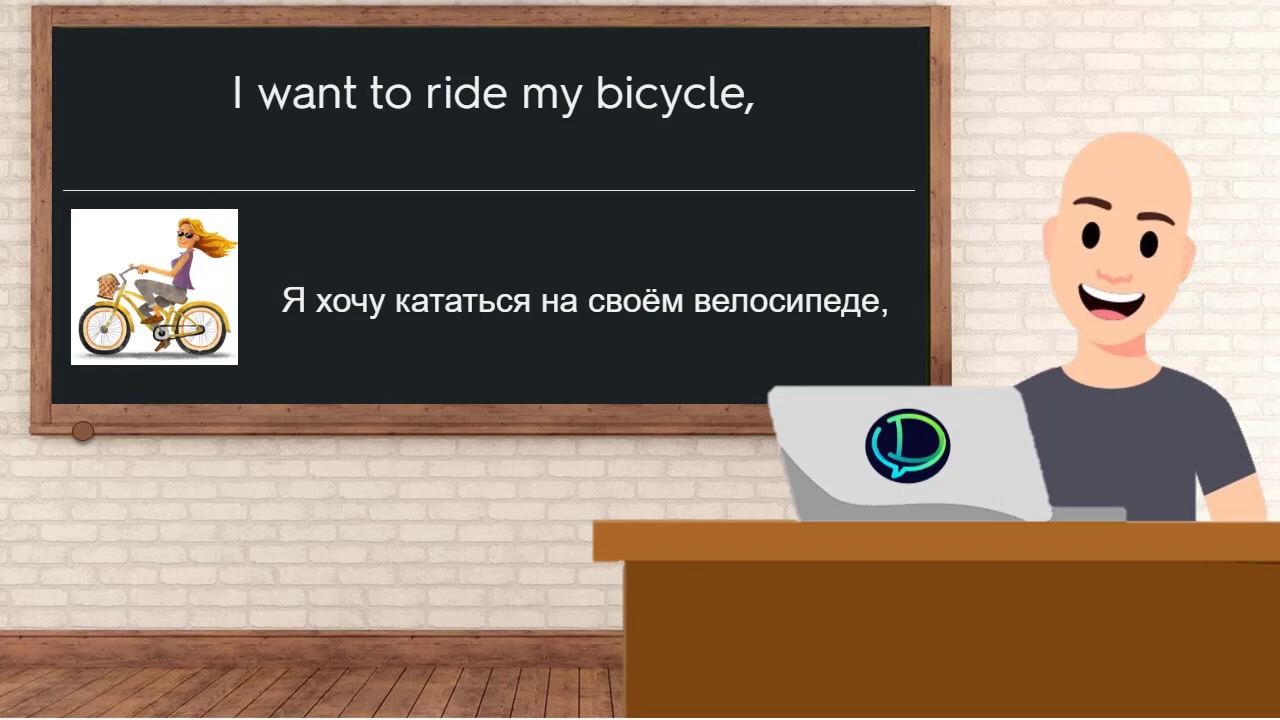 I want to ride my bicycle,
Я хочу кататься на своём велосипеде,